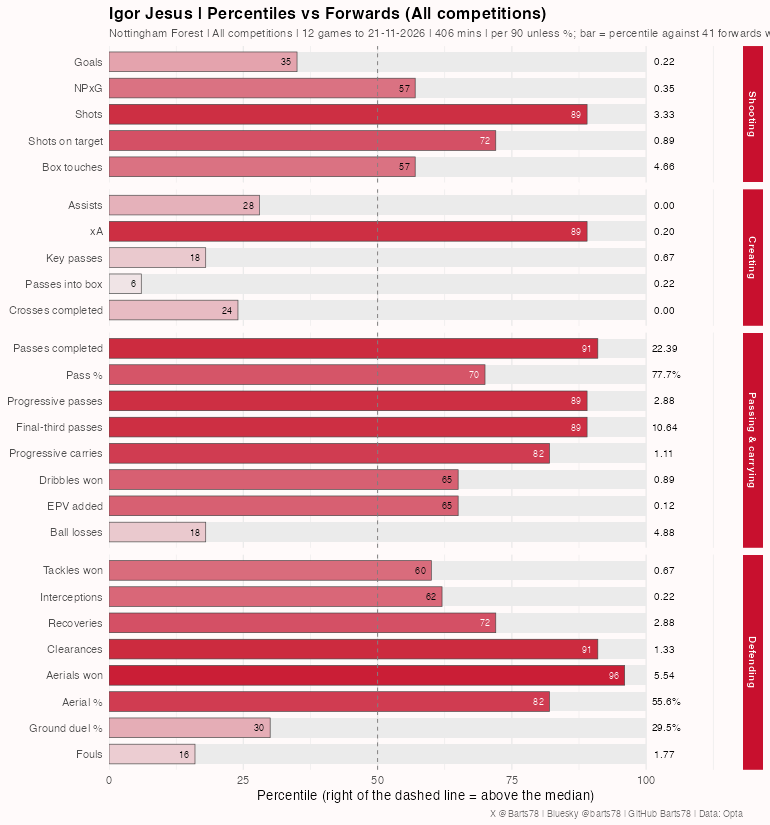 Igor Jesus | Percentiles vs Forwards (All competitions)
Nottingham Forest | All competitions | 12 games to 21-11-2026 | 406 mins | per 90 unless %; bar = percentile against 41 forwards
Goals 35 0.22
NPxG 57 0.35
Shots 89 3.33
Shots on target 72 0.89
Box touches 57 4.66
Shooting
Assists 28 0.00
xA 89 0.20
Key passes 18 0.67
Passes into box 6 0.22
Crosses completed 24 0.00
Creating
Passes completed 91 22.39
Pass % 70 77.7%
Progressive passes 89 2.88
Final-third passes 89 10.64
Progressive carries 82 1.11
Dribbles won 65 0.89
EPV added 65 0.12
Ball losses 18 4.88
Passing & carrying
Tackles won 60 0.67
Interceptions 62 0.22
Recoveries 72 2.88
Clearances 91 1.33
Aerials won 96 5.54
Aerial % 82 55.6%
Ground duel % 30 29.5%
Fouls 16 1.77
Defending
0 25 50 75 100
Percentile (right of the dashed line = above the median)
X @Barts78 | Bluesky @barts78 | GitHub Barts78 | Data: Opta